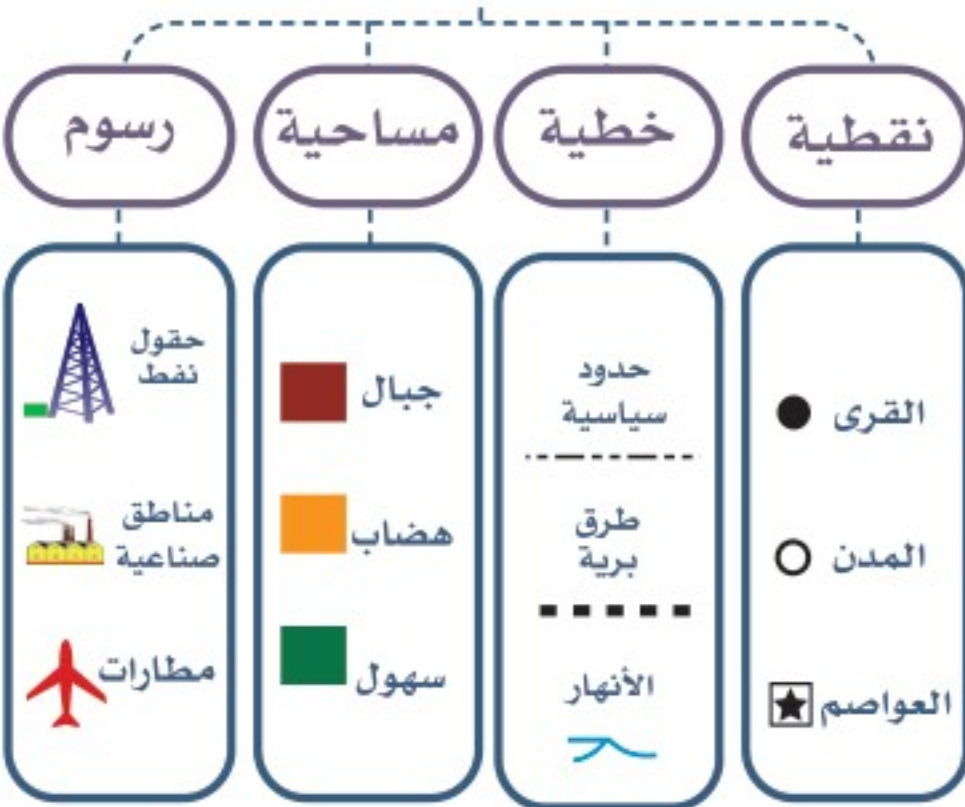 نقطية
خطية
مساحية
رسوم
القرى
المدن
العواصم
حدود
سياسية
طرق
برية
الأنهار
جبال
هضاب
سهول
حقول
نفط
مناطق
صناعية
مطارات